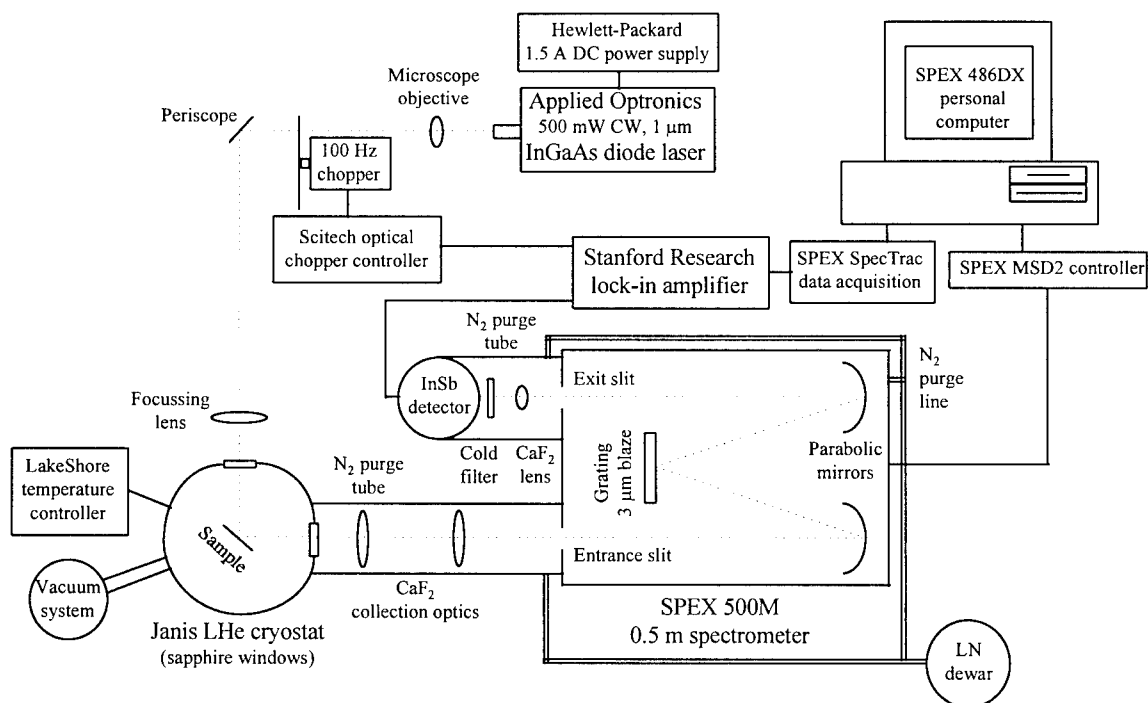 Hewlett-Packard
1.5 A DC power supply
Microscope
objective
Periscope
Applied Optronics
500 mW CW, 1 μm
InGaAs diode laser
SPEX 486DX
personal
computer
100 Hz
chopper
Scitech optical
chopper controller
Stanford Research
lock-in amplifier
SPEX SpecTrac
data acquisition
SPEX MSD2 controller
N₂ purge
tube
N₂
purge
line
InSb
detector
Exit slit
Focussing
lens
Cold
filter
CaF₂
lens
Grating
3 μm blaze
Parabolic
mirrors
LakeShore
temperature
controller
N₂ purge
tube
Sample
Entrance slit
Vacuum
system
CaF₂
collection optics
Janis LHe cryostat
(sapphire windows)
SPEX 500M
0.5 m spectrometer
LN
dewar